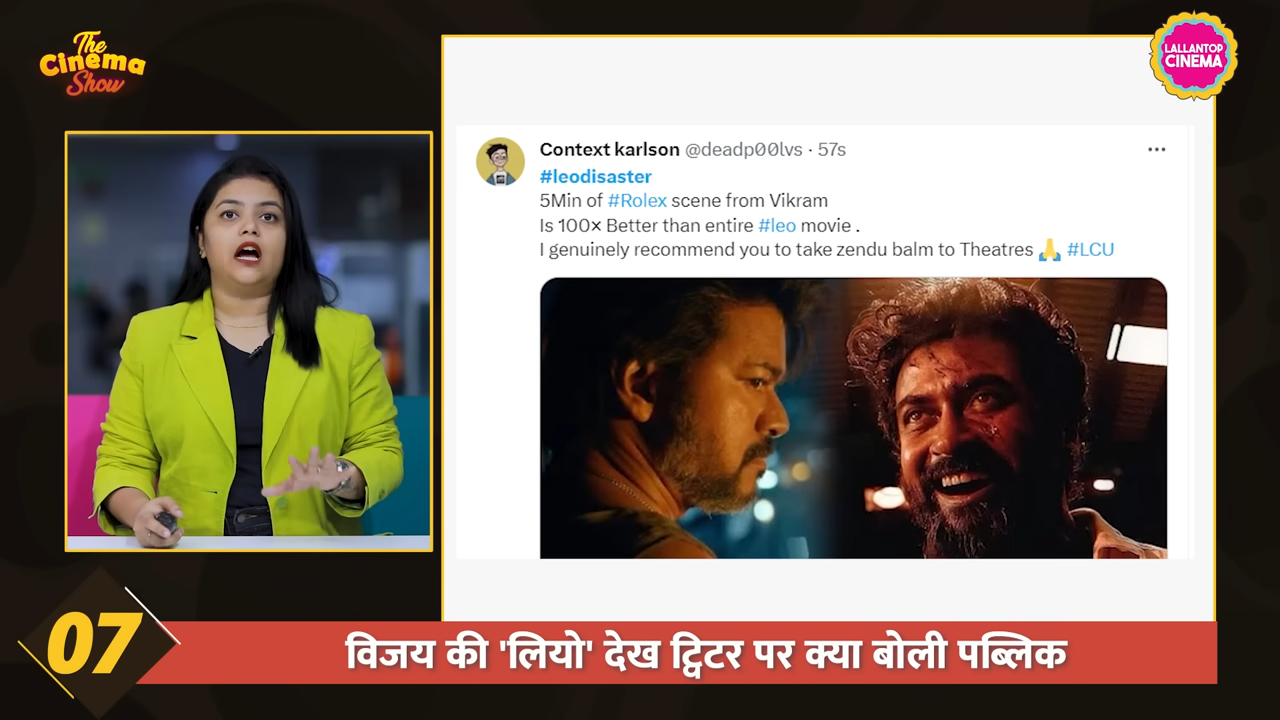 The
Cinema
Show
LALLANTOP
CINEMA
Context karlson @deadp00lvs · 57s
#leodisaster
5Min of #Rolex scene from Vikram
Is 100× Better than entire #leo movie .
I genuinely recommend you to take zendu balm to Theatres 🙏 #LCU
07
विजय की 'लियो' देख ट्विटर पर क्या बोली पब्लिक